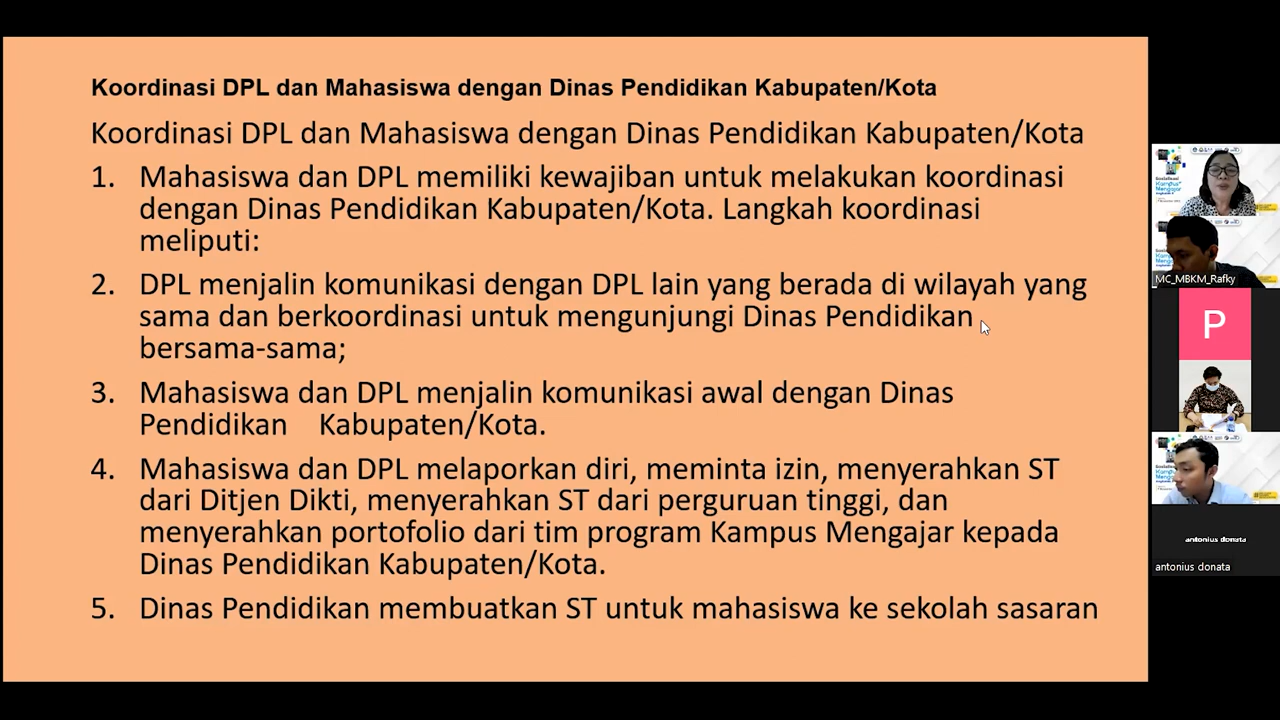 Koordinasi DPL dan Mahasiswa dengan Dinas Pendidikan Kabupaten/Kota
Koordinasi DPL dan Mahasiswa dengan Dinas Pendidikan Kabupaten/Kota
1. Mahasiswa dan DPL memiliki kewajiban untuk melakukan koordinasi
dengan Dinas Pendidikan Kabupaten/Kota. Langkah koordinasi
meliputi:
2. DPL menjalin komunikasi dengan DPL lain yang berada di wilayah yang
sama dan berkoordinasi untuk mengunjungi Dinas Pendidikan
bersama-sama;
3. Mahasiswa dan DPL menjalin komunikasi awal dengan Dinas
Pendidikan Kabupaten/Kota.
4. Mahasiswa dan DPL melaporkan diri, meminta izin, menyerahkan ST
dari Ditjen Dikti, menyerahkan ST dari perguruan tinggi, dan
menyerahkan portofolio dari tim program Kampus Mengajar kepada
Dinas Pendidikan Kabupaten/Kota.
5. Dinas Pendidikan membuatkan ST untuk mahasiswa ke sekolah sasaran
MC_MBKM_Rafky
P
antonius donata
antonius donata